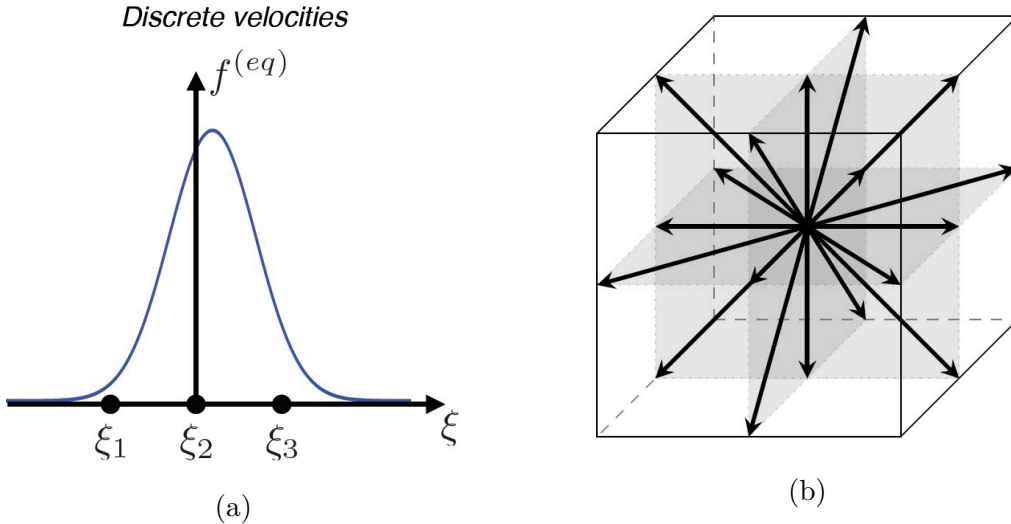 Discrete velocities
f^{(eq)}
ξ
ξ₁ ξ₂ ξ₃
(a)
(b)